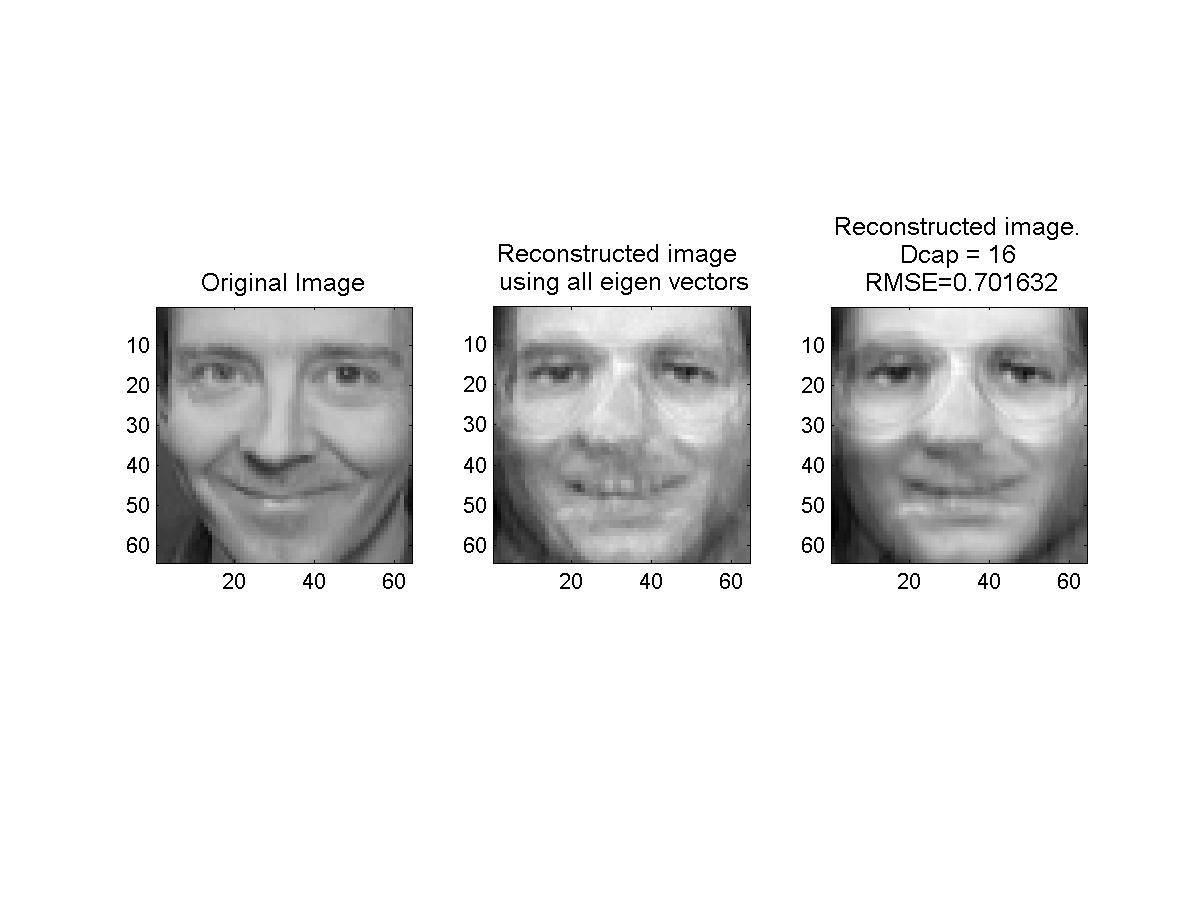 Original Image
10
20
30
40
50
60
20 40 60
Reconstructed image
using all eigen vectors
10
20
30
40
50
60
20 40 60
Reconstructed image.
Dcap = 16
RMSE=0.701632
10
20
30
40
50
60
20 40 60